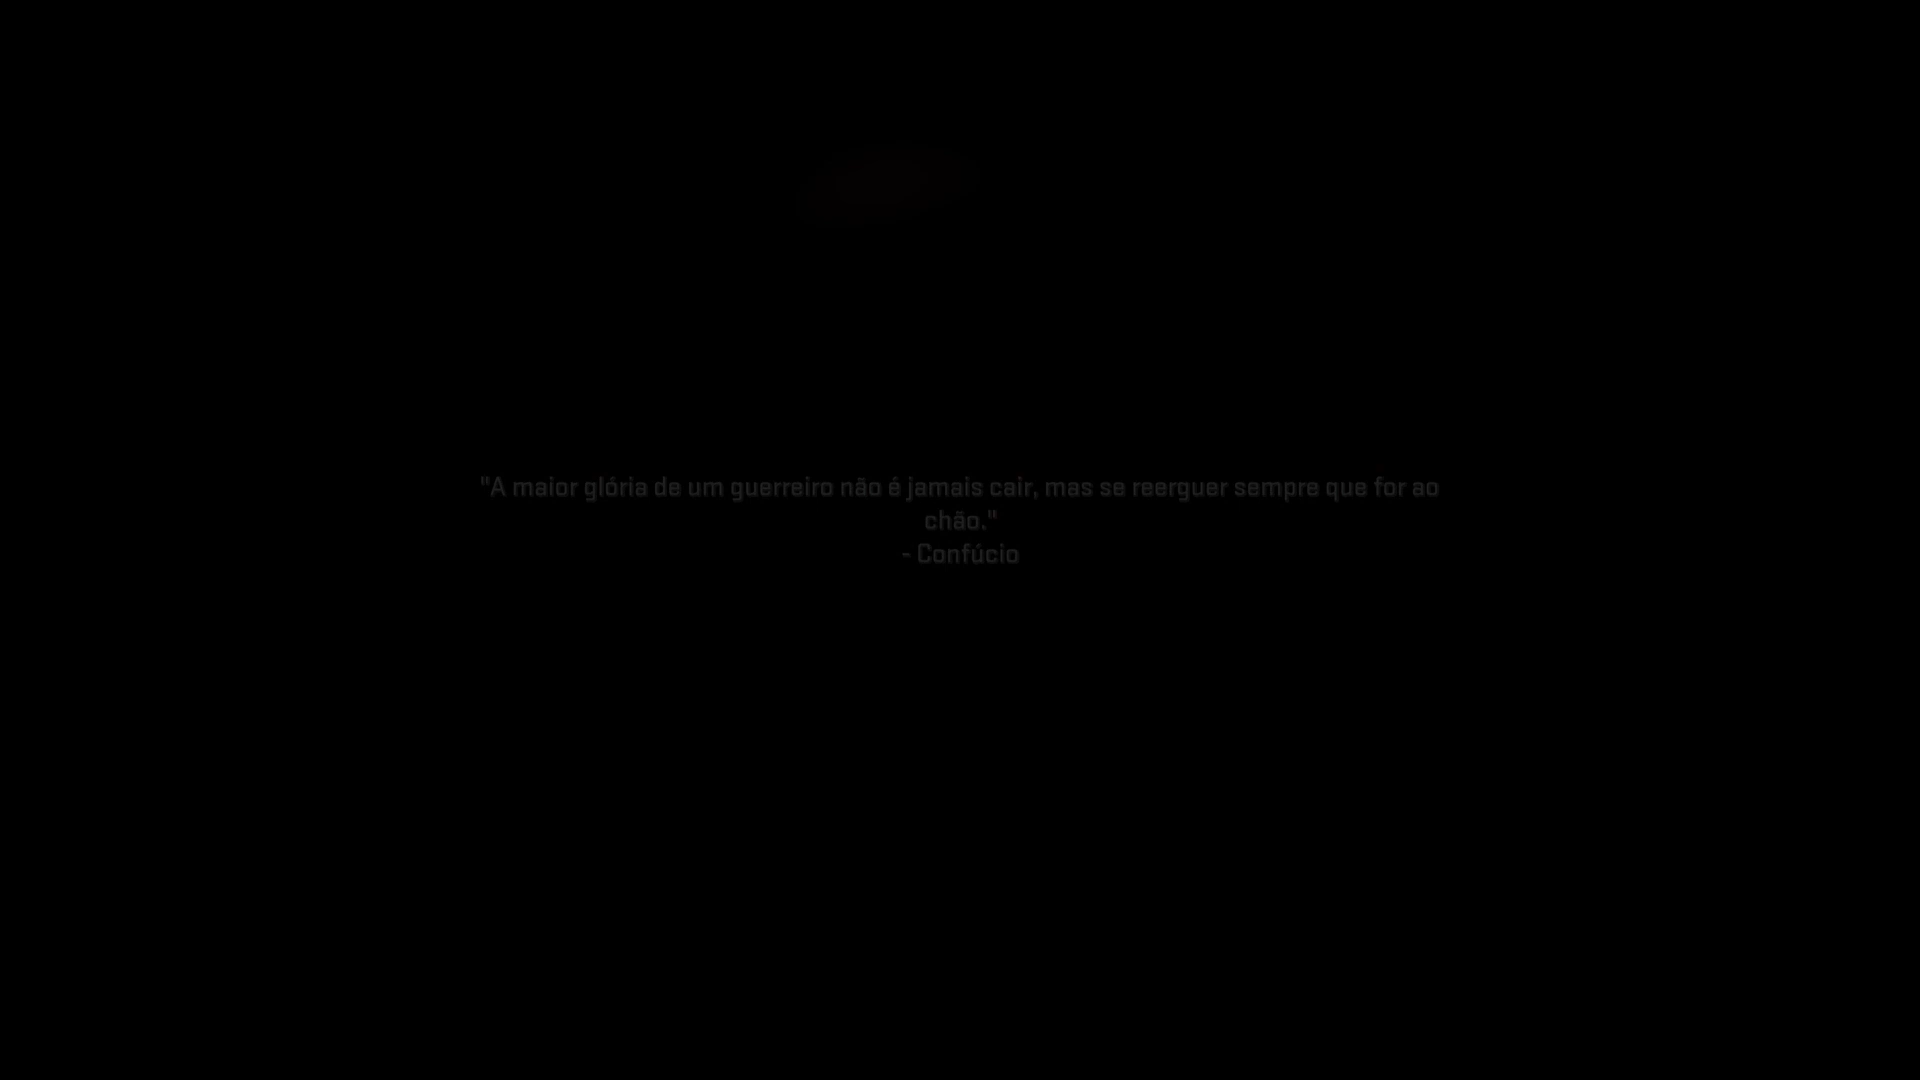 "A maior glória de um guerreiro não é jamais cair, mas se reerguer sempre que for ao
chão."
- Confúcio